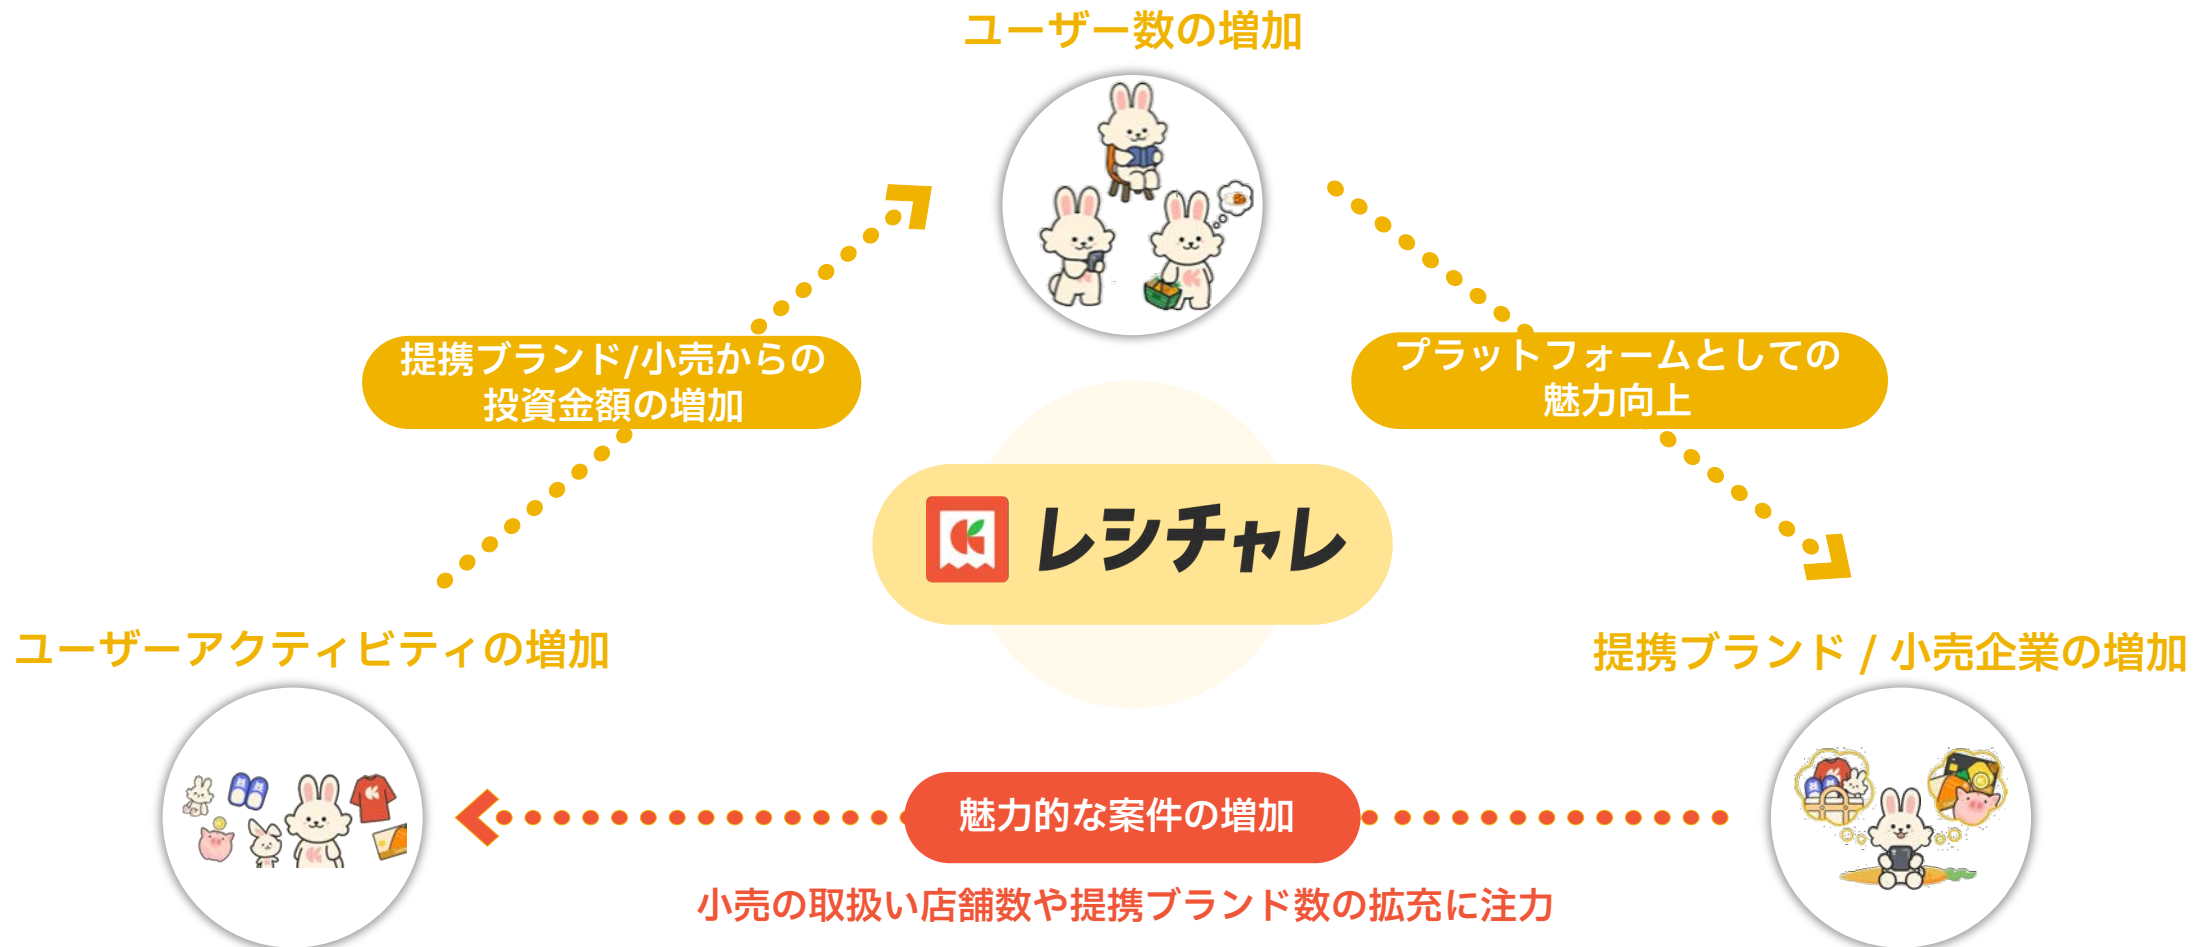 ユーザー数の増加
提携ブランド/小売からの
投資金額の増加
プラットフォームとしての
魅力向上
レシチャレ
ユーザーアクティビティの増加
提携ブランド / 小売企業の増加
魅力的な案件の増加
小売の取扱い店舗数や提携ブランド数の拡充に注力